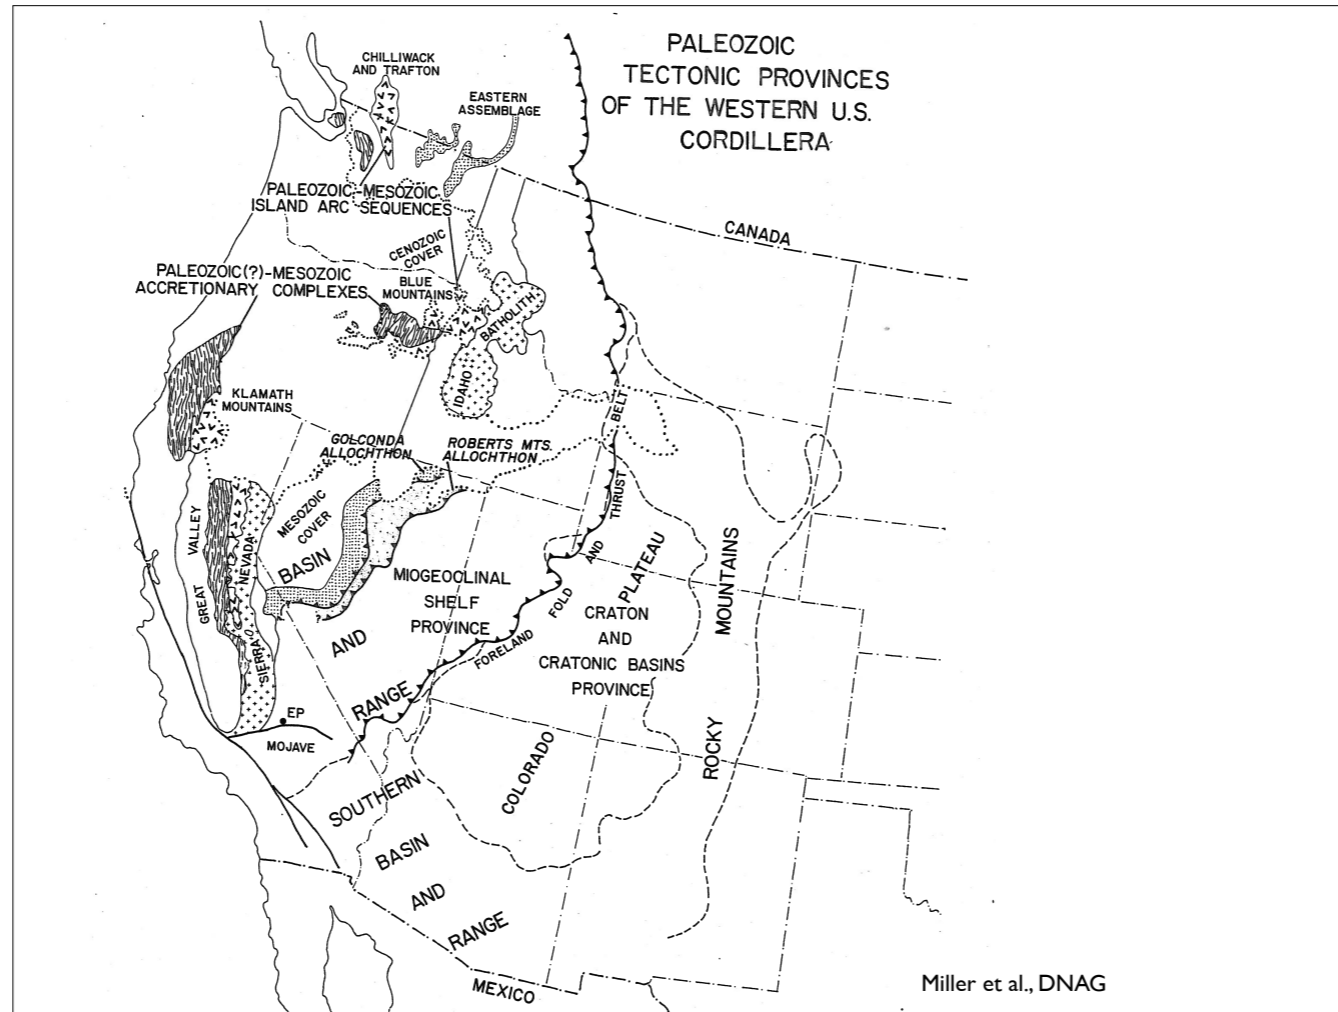 PALEOZOIC
TECTONIC PROVINCES
OF THE WESTERN U.S.
CORDILLERA
CHILLIWACK
AND TRAFTON
EASTERN
ASSEMBLAGE
PALEOZOIC-MESOZOIC
ISLAND ARC SEQUENCES
CANADA
CENOZOIC
COVER
PALEOZOIC(?)-MESOZOIC
ACCRETIONARY COMPLEXES
BLUE
MOUNTAINS
IDAHO
BATHOLITH
KLAMATH
MOUNTAINS
GOLCONDA
ALLOCHTHON
ROBERTS MTS.
ALLOCHTHON
FORELAND
FOLD
AND
THRUST
BELT
MESOZOIC
COVER
GREAT
VALLEY
SIERRA
NEVADA
BASIN
AND
RANGE
?
MIOGEOCLINAL
SHELF
PROVINCE
PLATEAU
CRATON
AND
CRATONIC BASINS
PROVINCE
ROCKY
MOUNTAINS
EP
MOJAVE
COLORADO
SOUTHERN
BASIN
AND
RANGE
MEXICO
Miller et al., DNAG